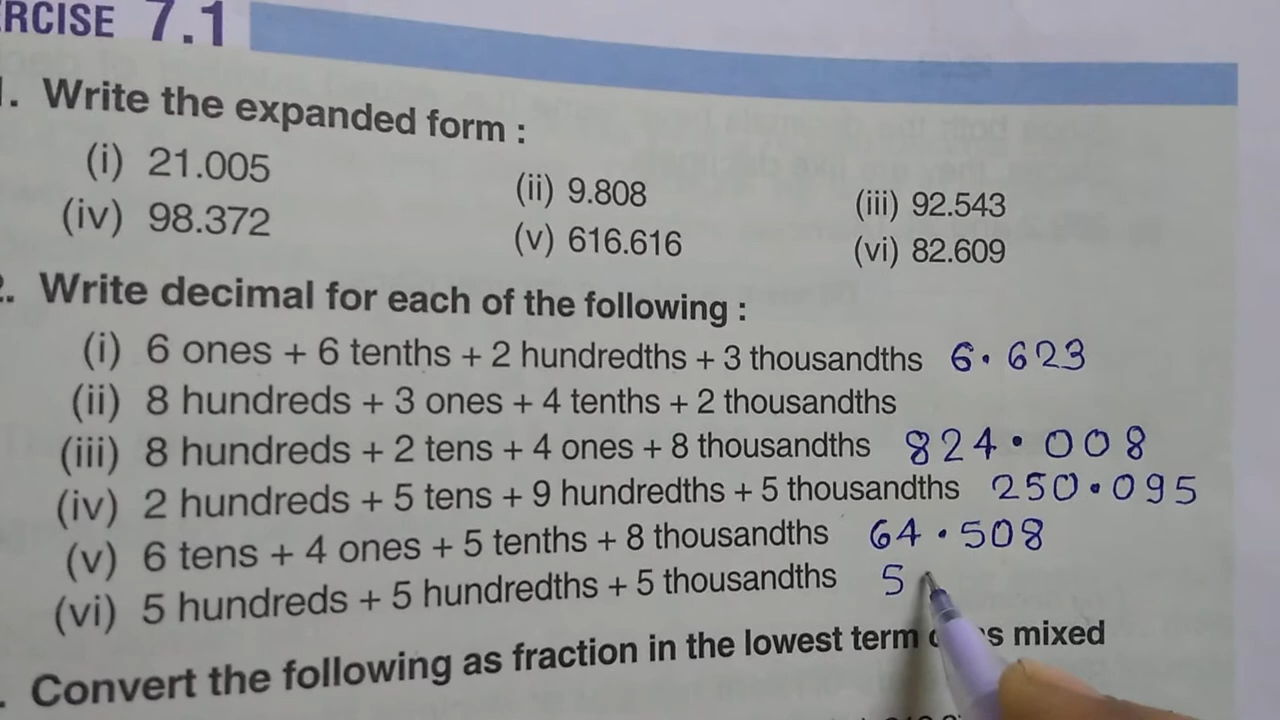 RCISE 7.1
1. Write the expanded form :
(i) 21.005 (ii) 9.808 (iii) 92.543
(iv) 98.372 (v) 616.616 (vi) 82.609
2. Write decimal for each of the following :
(i) 6 ones + 6 tenths + 2 hundredths + 3 thousandths 6.623
(ii) 8 hundreds + 3 ones + 4 tenths + 2 thousandths
(iii) 8 hundreds + 2 tens + 4 ones + 8 thousandths 824.008
(iv) 2 hundreds + 5 tens + 9 hundredths + 5 thousandths 250.095
(v) 6 tens + 4 ones + 5 tenths + 8 thousandths 64.508
(vi) 5 hundreds + 5 hundredths + 5 thousandths 5
. Convert the following as fraction in the lowest term mixed